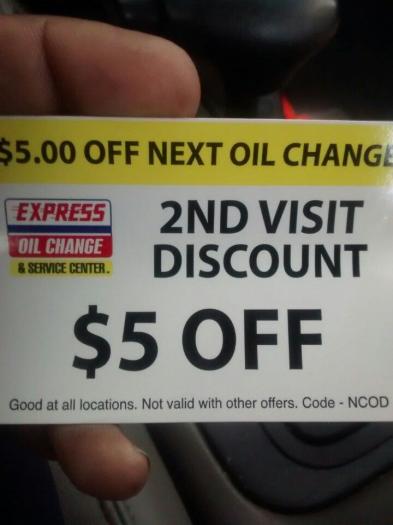 $5.00 OFF NEXT OIL CHANGE
EXPRESS
OIL CHANGE
& SERVICE CENTER.
2ND VISIT
DISCOUNT
$5 OFF
Good at all locations. Not valid with other offers. Code - NCOD